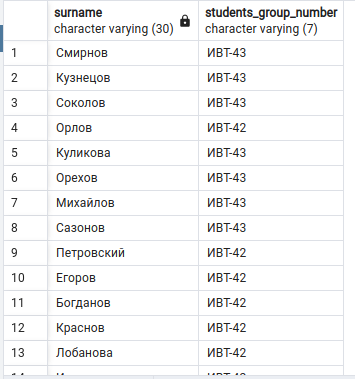 surname students_group_number
character varying (30) character varying (7)
1 Смирнов ИВТ-43
2 Кузнецов ИВТ-43
3 Соколов ИВТ-43
4 Орлов ИВТ-42
5 Куликова ИВТ-43
6 Орехов ИВТ-43
7 Михайлов ИВТ-43
8 Сазонов ИВТ-43
9 Петровский ИВТ-42
10 Егоров ИВТ-42
11 Богданов ИВТ-42
12 Краснов ИВТ-42
13 Лобанова ИВТ-42